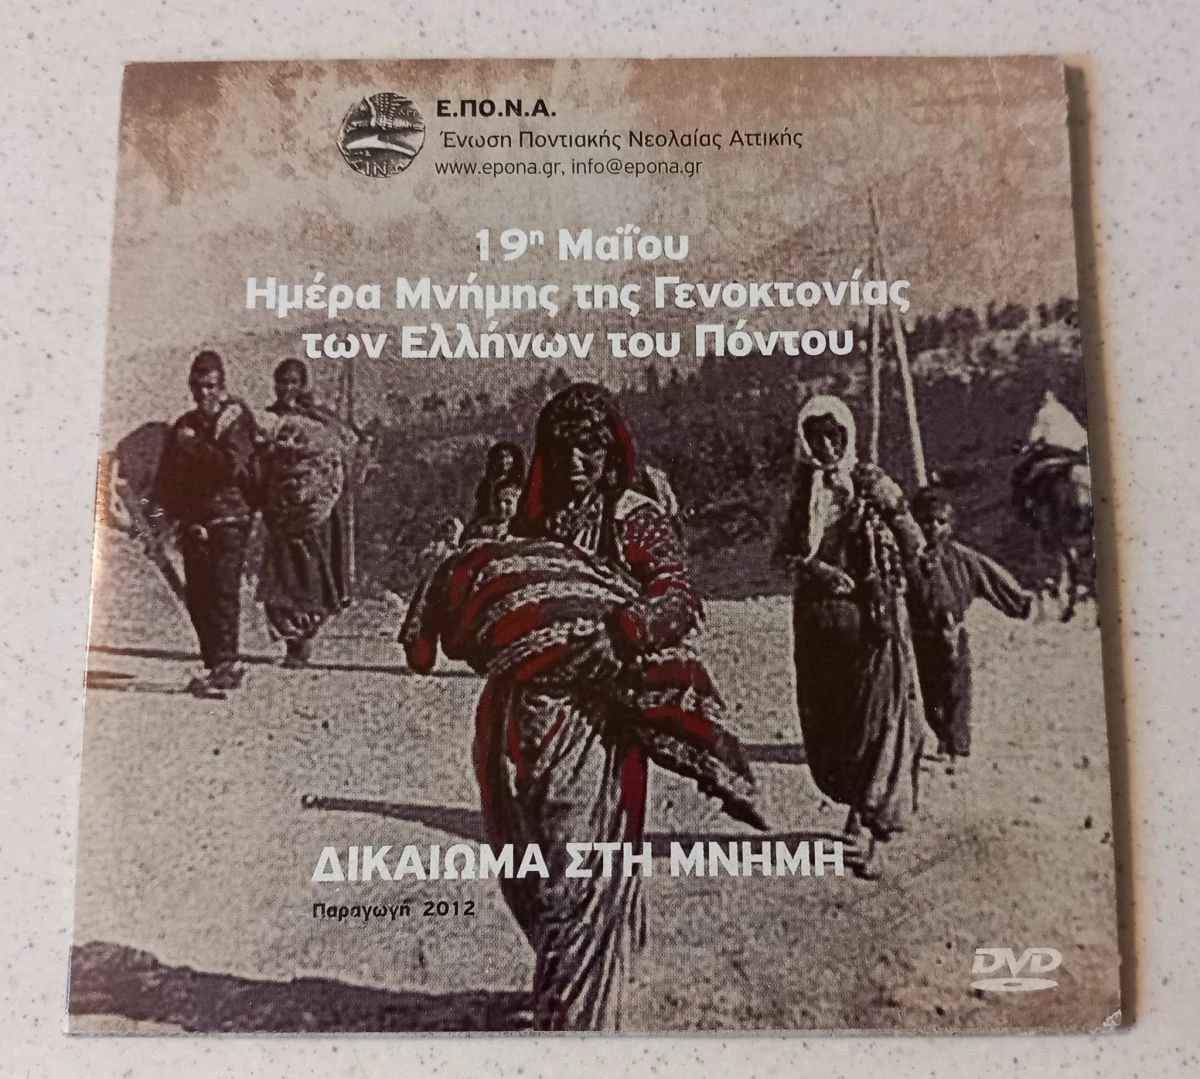 Ε.ΠΟ.Ν.Α.
Ένωση Ποντιακής Νεολαίας Αττικής
www.epona.gr, info@epona.gr
ΙΝ
19η Μαΐου
Ημέρα Μνήμης της Γενοκτονίας
των Ελλήνων του Πόντου
ΔΙΚΑΙΩΜΑ ΣΤΗ ΜΝΗΜΗ
Παραγωγή 2012
DVD